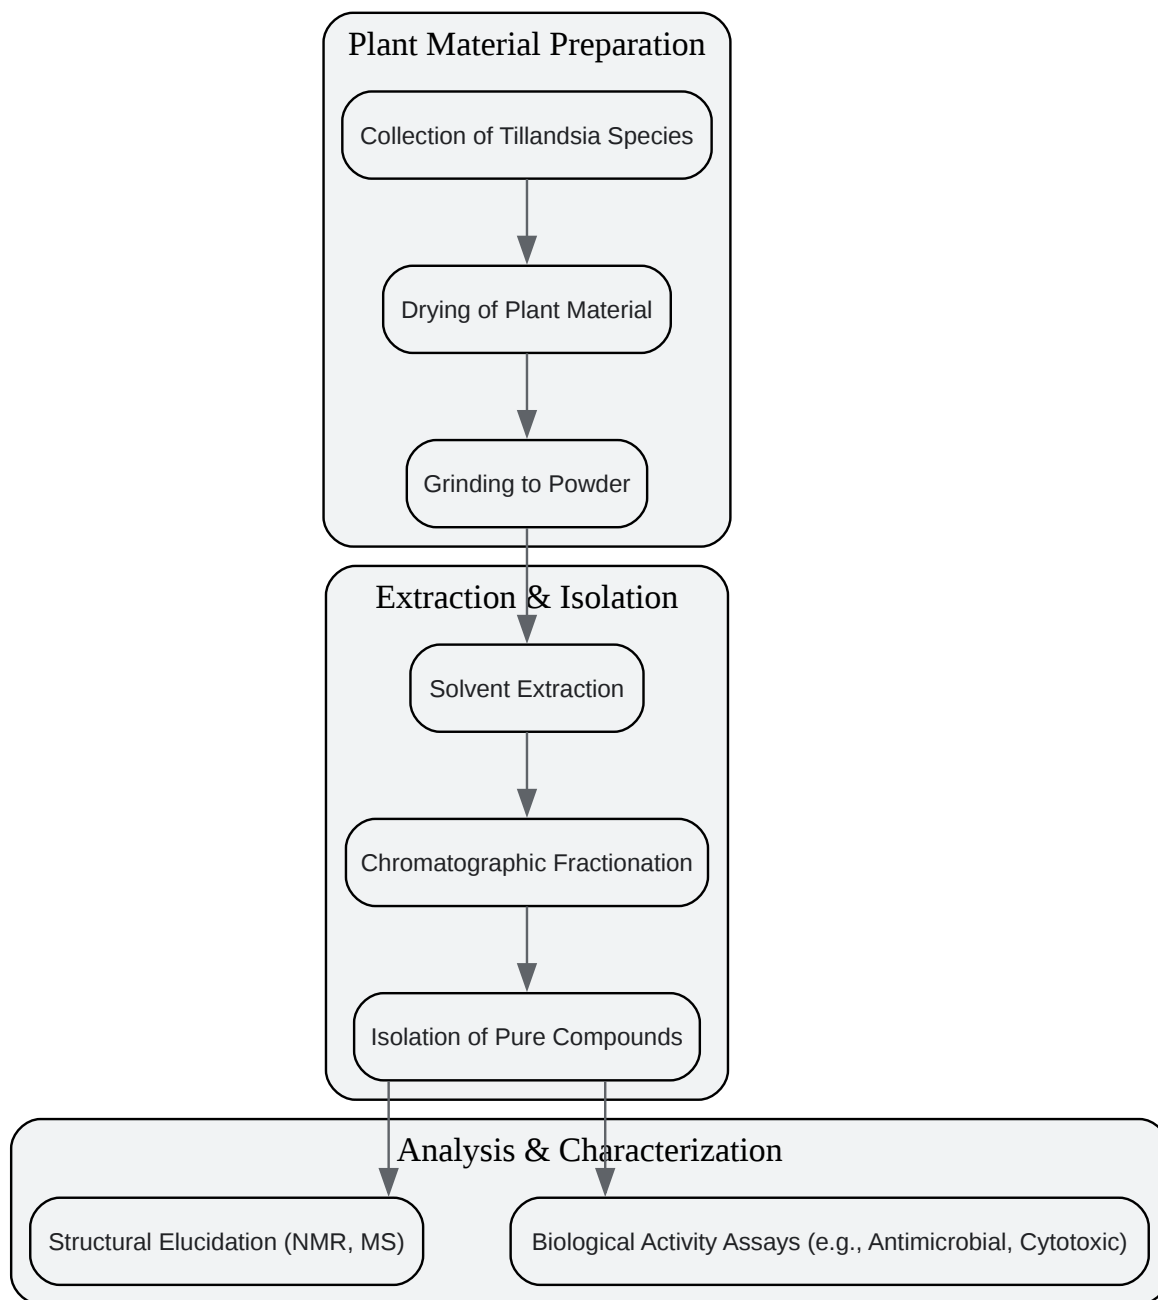 Plant Material Preparation
Collection of Tillandsia Species
Drying of Plant Material
Grinding to Powder
Extraction & Isolation
Solvent Extraction
Chromatographic Fractionation
Isolation of Pure Compounds
Analysis & Characterization
Structural Elucidation (NMR, MS)
Biological Activity Assays (e.g., Antimicrobial, Cytotoxic)